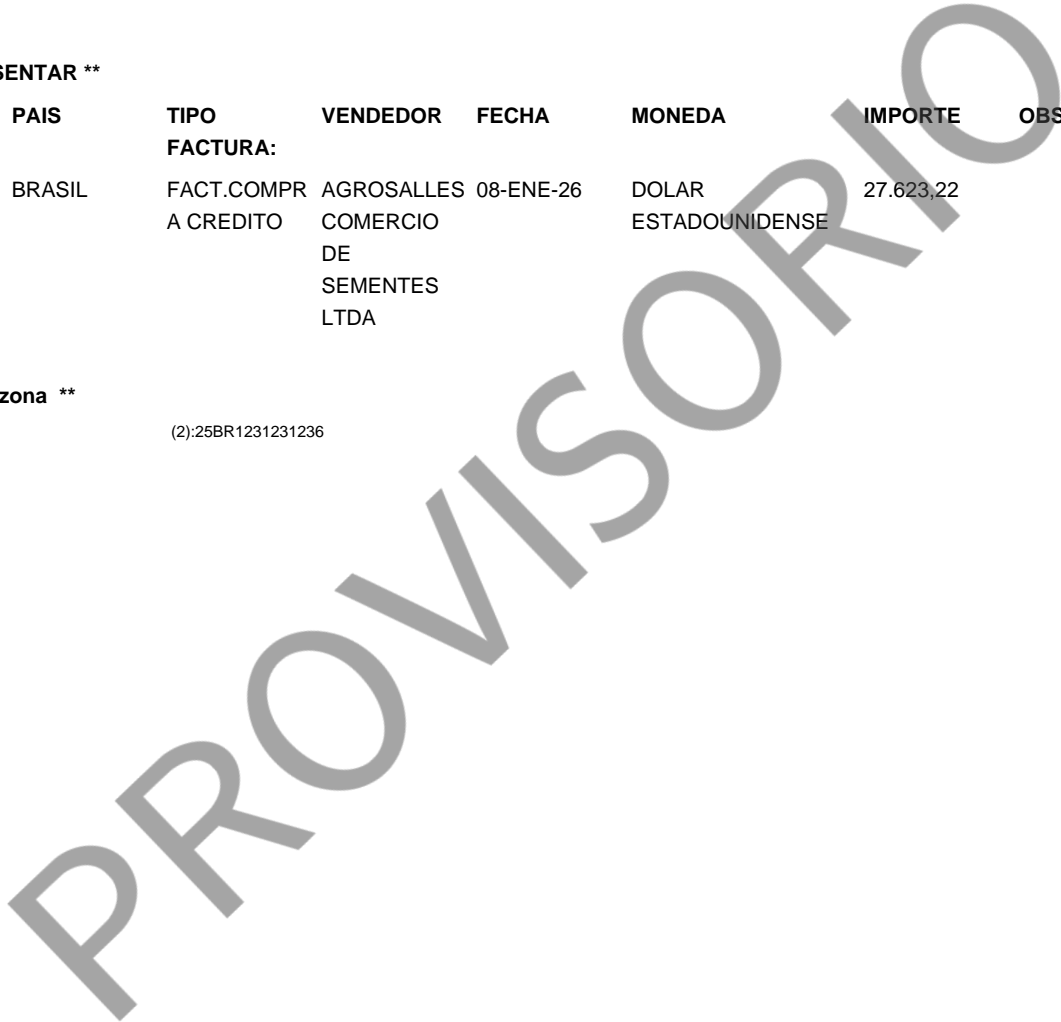 SENTAR **
PAIS TIPO VENDEDOR FECHA MONEDA IMPORTE OBS
FACTURA:
BRASIL FACT.COMPR AGROSALLES 08-ENE-26 DOLAR 27.623,22
A CREDITO COMERCIO ESTADOUNIDENSE
DE
SEMENTES
LTDA
zona **
(2):25BR1231231236
PROVISORIO